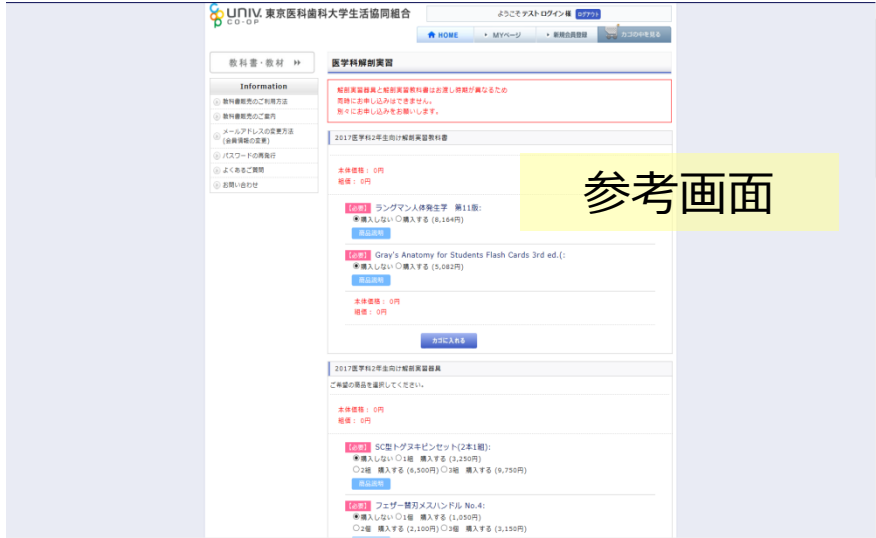 UNIV. 東京医科歯科大学生活協同組合
CO-OP
ようこそ テスト ログイン 様 ログアウト
HOME
MYページ
新規会員登録
カゴの中を見る
教科書・教材
Information
教科書販売のご利用方法
教科書販売のご案内
メールアドレスの変更方法
(会員情報の変更)
パスワードの再発行
よくあるご質問
お問い合わせ
医学科解剖実習
解剖実習器具と解剖実習教科書はお渡し時期が異なるため
同時にお申し込みはできません。
別々にお申し込みをお願いします。
2017医学科2年生向け解剖実習教科書
本体価格： 0円
組価： 0円
参考画面
【必要】 ラングマン人体発生学 第11版:
購入しない 購入する (8,164円)
商品説明
【必要】 Gray's Anatomy for Students Flash Cards 3rd ed.(:
購入しない 購入する (5,082円)
商品説明
本体価格： 0円
組価： 0円
カゴに入れる
2017医学科2年生向け解剖実習器具
ご希望の商品を選択してください。
本体価格： 0円
組価： 0円
【必要】 SC型トゲヌキピンセット(2本1組):
購入しない 1組 購入する (3,250円)
2組 購入する (6,500円) 3組 購入する (9,750円)
商品説明
【必要】 フェザー替刃メスハンドル No.4:
購入しない 1個 購入する (1,050円)
2個 購入する (2,100円) 3個 購入する (3,150円)